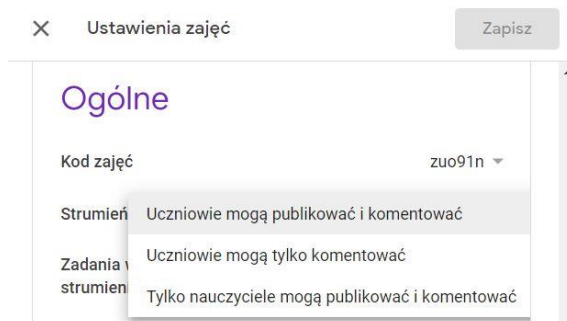 Ustawienia zajęć
Zapisz
Ogólne
Kod zajęć
zuo91n
Strumień
Uczniowie mogą publikować i komentować
Uczniowie mogą tylko komentować
Zadania
Tylko nauczyciele mogą publikować i komentować